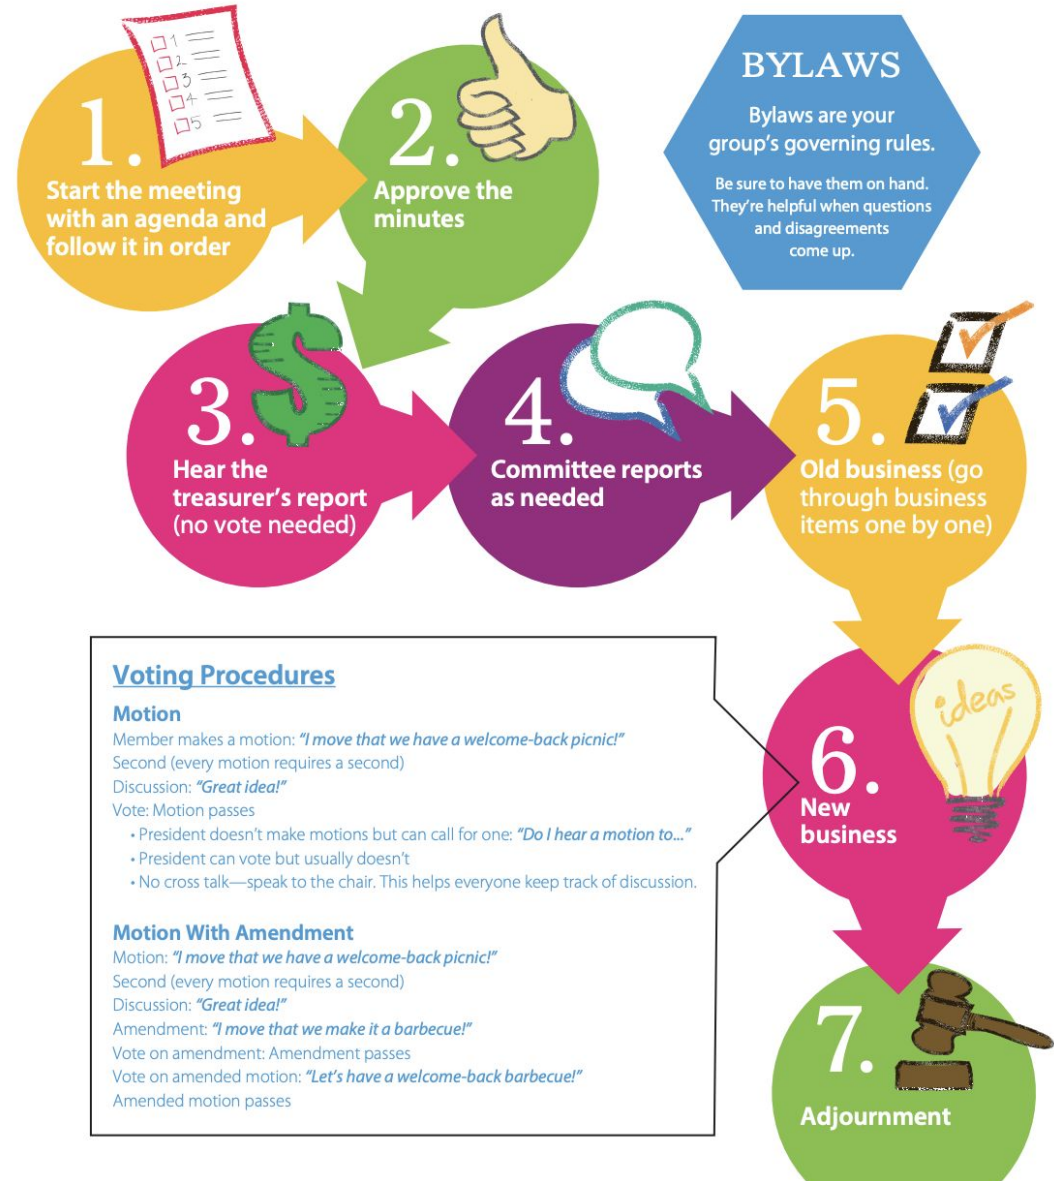 1
2
3
4
5
1.
Start the meeting
with an agenda and
follow it in order
2.
Approve the
minutes
BYLAWS
Bylaws are your
group’s governing rules.
Be sure to have them on hand.
They’re helpful when questions
and disagreements
come up.
3.
$
Hear the
treasurer’s report
(no vote needed)
4.
Committee reports
as needed
5.
Old business (go
through business
items one by one)
6.
ideas
New
business
Voting Procedures
Motion
Member makes a motion: “I move that we have a welcome-back picnic!”
Second (every motion requires a second)
Discussion: “Great idea!”
Vote: Motion passes
• President doesn’t make motions but can call for one: “Do I hear a motion to...”
• President can vote but usually doesn’t
• No cross talk—speak to the chair. This helps everyone keep track of discussion.
Motion With Amendment
Motion: “I move that we have a welcome-back picnic!”
Second (every motion requires a second)
Discussion: “Great idea!”
Amendment: “I move that we make it a barbecue!”
Vote on amendment: Amendment passes
Vote on amended motion: “Let’s have a welcome-back barbecue!”
Amended motion passes
7.
Adjournment